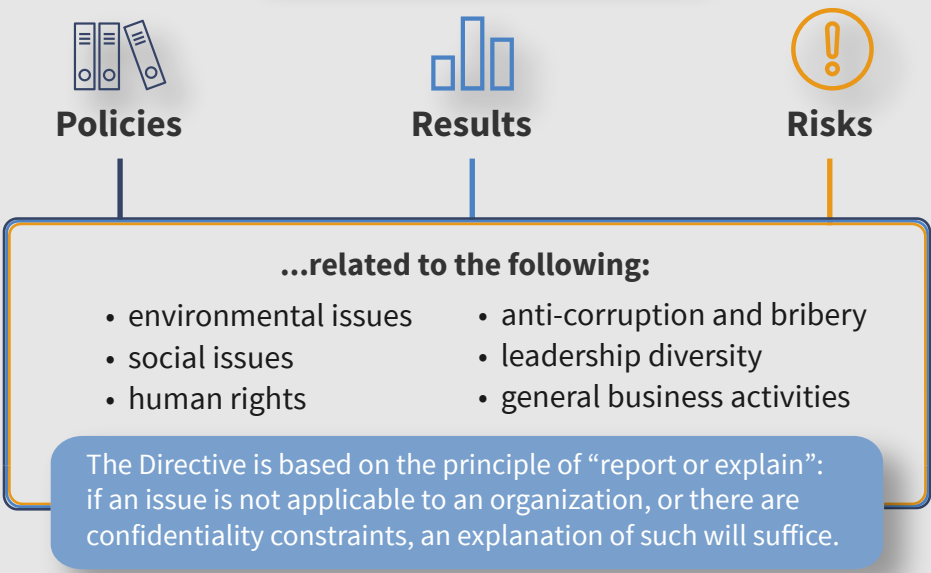 Policies
Results
Risks
...related to the following:
• environmental issues
• social issues
• human rights
• anti-corruption and bribery
• leadership diversity
• general business activities
The Directive is based on the principle of “report or explain”:
if an issue is not applicable to an organization, or there are
confidentiality constraints, an explanation of such will suffice.